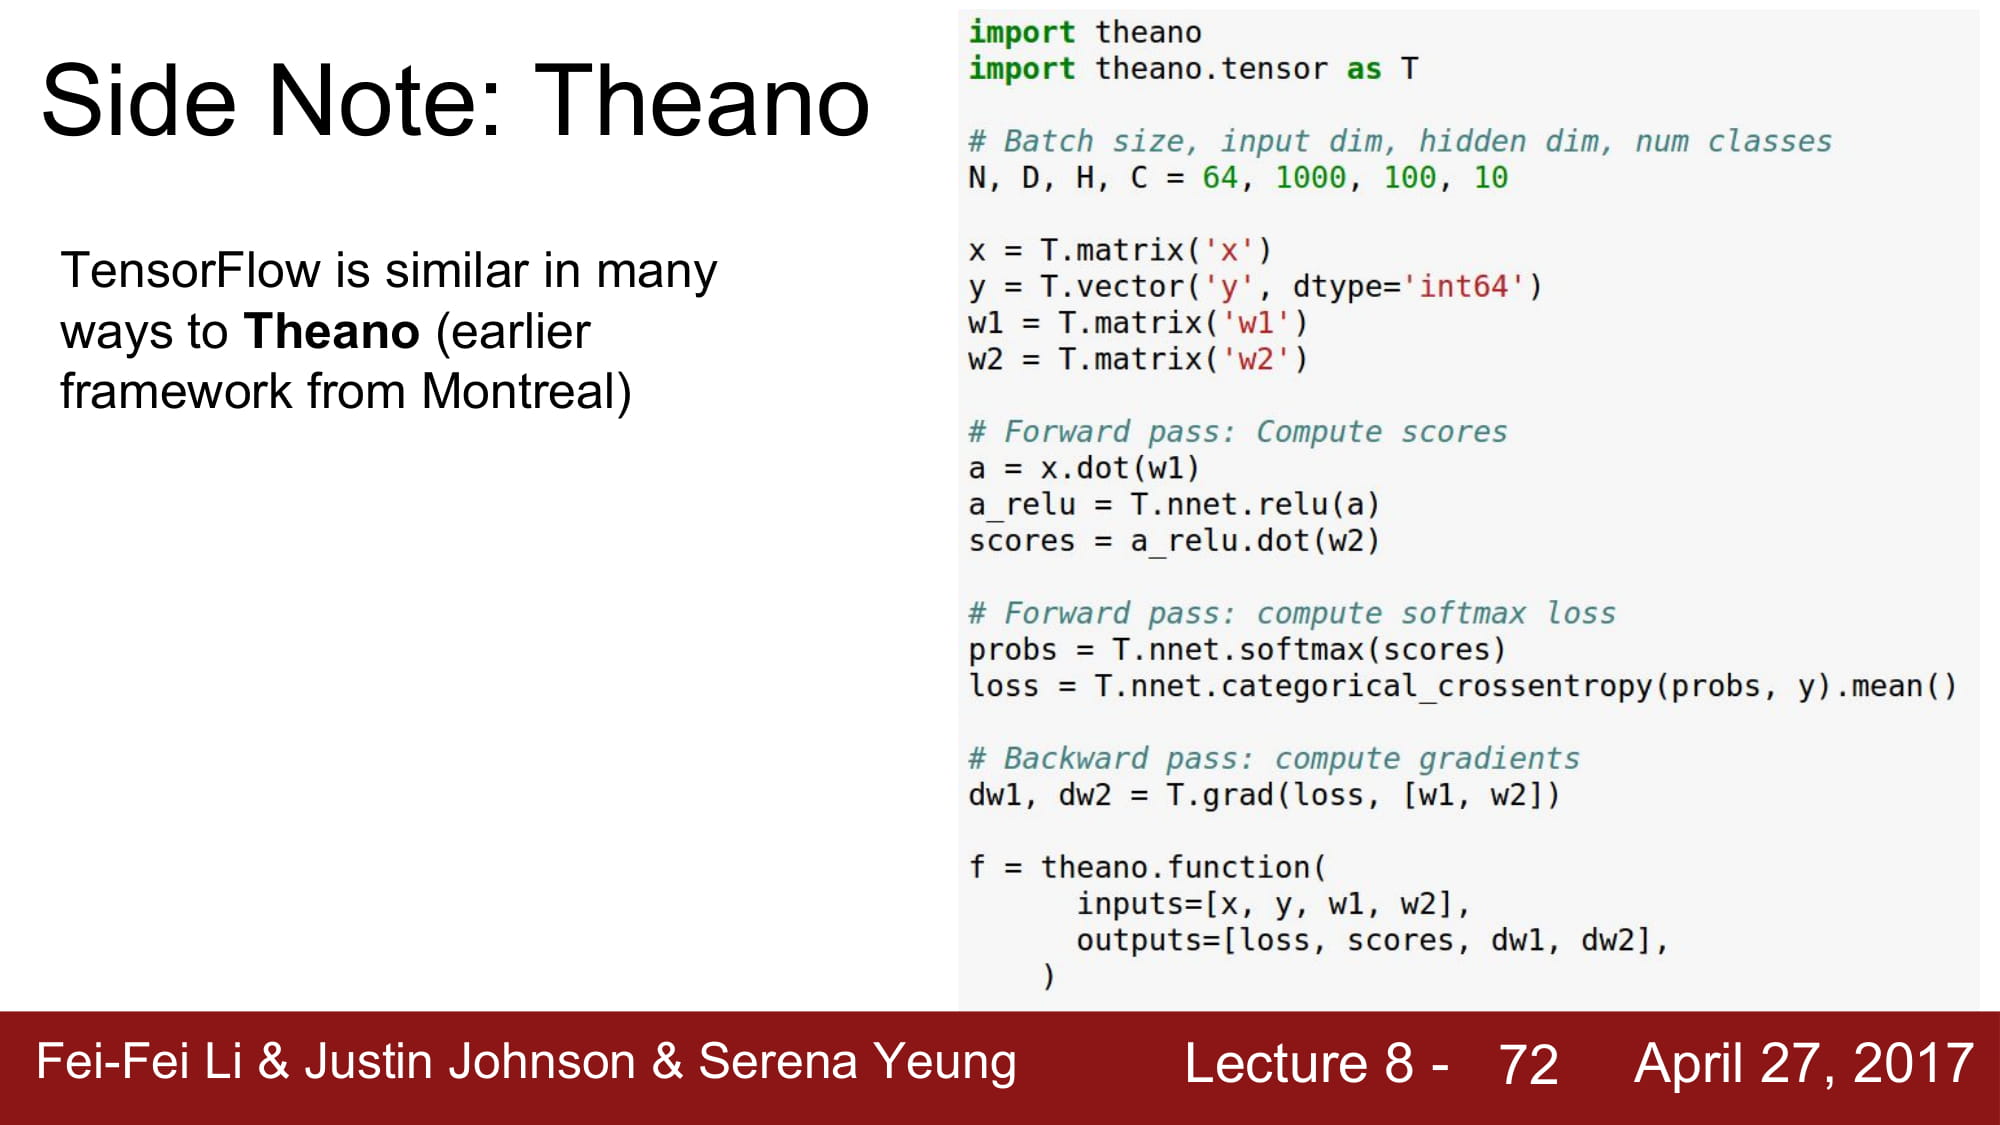 Side Note: Theano
TensorFlow is similar in many
ways to Theano (earlier
framework from Montreal)
import theano
import theano.tensor as T
# Batch size, input dim, hidden dim, num classes
N, D, H, C = 64, 1000, 100, 10
x = T.matrix('x')
y = T.vector('y', dtype='int64')
w1 = T.matrix('w1')
w2 = T.matrix('w2')
# Forward pass: Compute scores
a = x.dot(w1)
a_relu = T.nnet.relu(a)
scores = a_relu.dot(w2)
# Forward pass: compute softmax loss
probs = T.nnet.softmax(scores)
loss = T.nnet.categorical_crossentropy(probs, y).mean()
# Backward pass: compute gradients
dw1, dw2 = T.grad(loss, [w1, w2])
f = theano.function(
      inputs=[x, y, w1, w2],
      outputs=[loss, scores, dw1, dw2],
    )
Fei-Fei Li & Justin Johnson & Serena Yeung Lecture 8 - 72 April 27, 2017